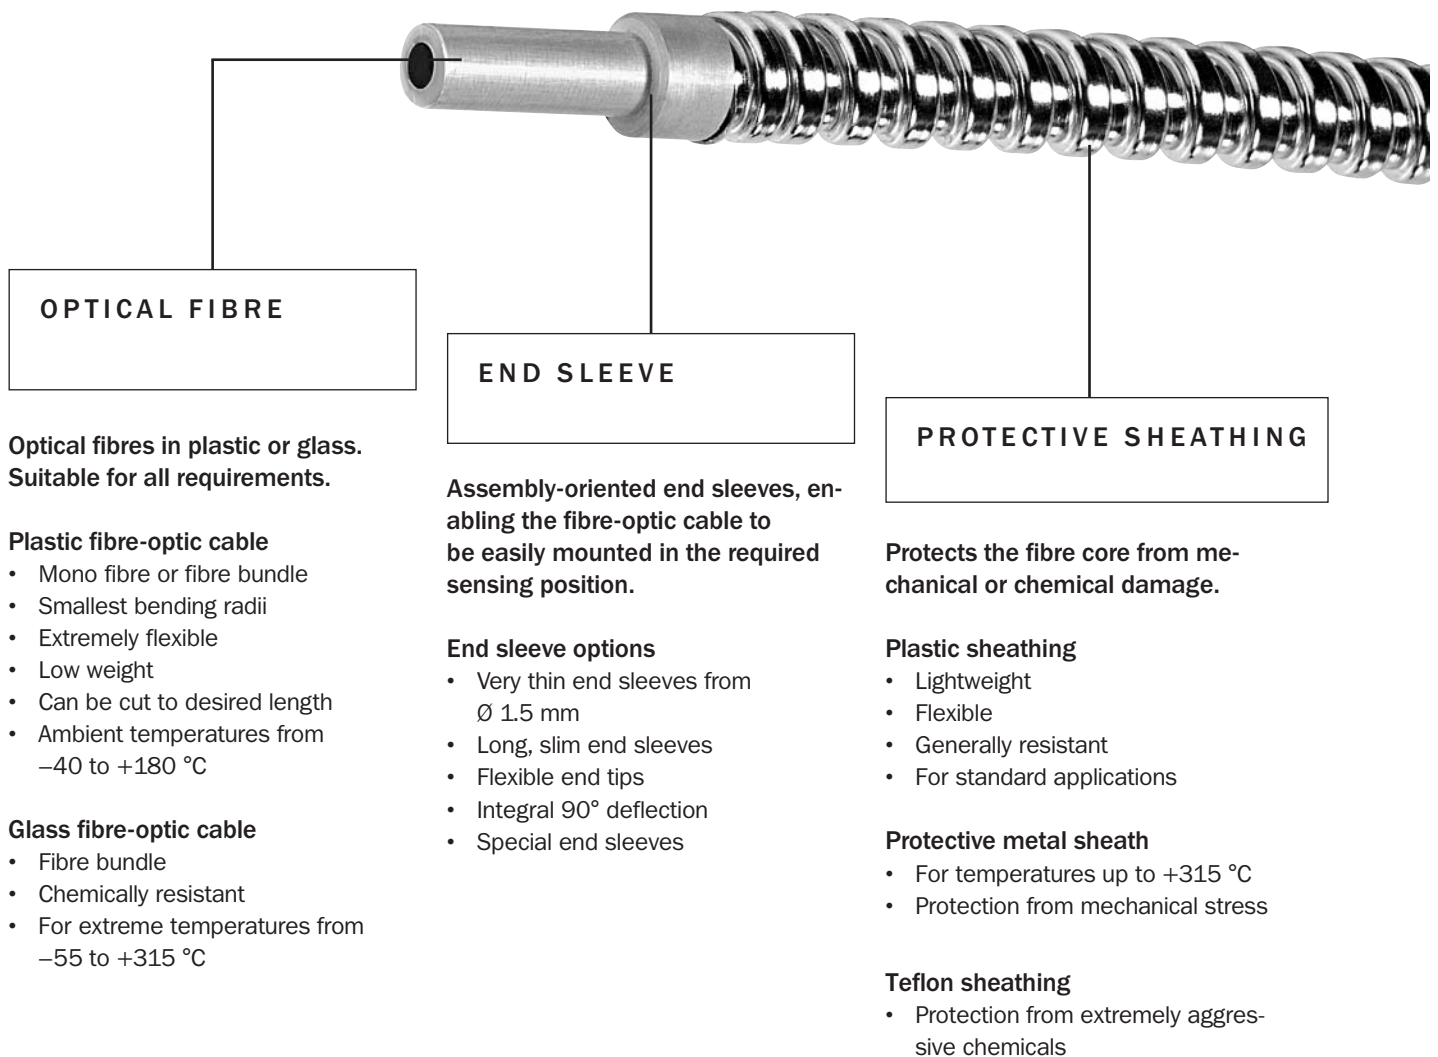 OPTICAL FIBRE
Optical fibres in plastic or glass.
Suitable for all requirements.
Plastic fibre-optic cable
• Mono fibre or fibre bundle
• Smallest bending radii
• Extremely flexible
• Low weight
• Can be cut to desired length
• Ambient temperatures from
–40 to +180 °C
Glass fibre-optic cable
• Fibre bundle
• Chemically resistant
• For extreme temperatures from
–55 to +315 °C
END SLEEVE
Assembly-oriented end sleeves, en-
abling the fibre-optic cable to
be easily mounted in the required
sensing position.
End sleeve options
• Very thin end sleeves from
Ø 1.5 mm
• Long, slim end sleeves
• Flexible end tips
• Integral 90° deflection
• Special end sleeves
PROTECTIVE SHEATHING
Protects the fibre core from me-
chanical or chemical damage.
Plastic sheathing
• Lightweight
• Flexible
• Generally resistant
• For standard applications
Protective metal sheath
• For temperatures up to +315 °C
• Protection from mechanical stress
Teflon sheathing
• Protection from extremely aggres-
sive chemicals